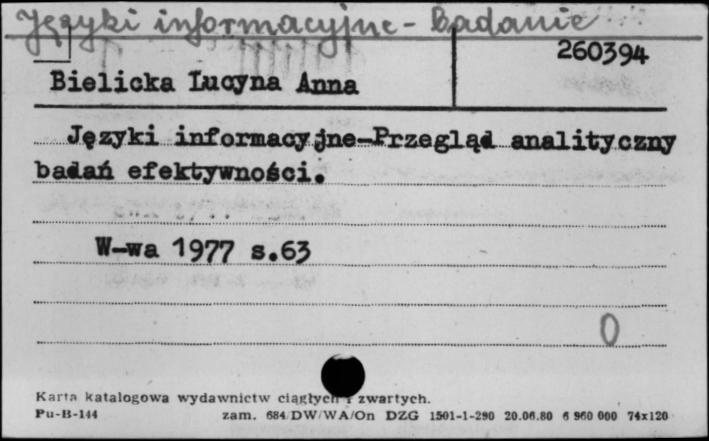 Języki informacyjne - Badanie
260394
Bielicka Lucyna Anna
Języki informacyjne-Przegląd analityczny
badań efektywności.
W-wa 1977 s.63
0
Karta katalogowa wydawnictw ciągłych i zwartych.
Pu-B-144 zam. 684/DW/WA/On DZG 1501-1-290 20.06.80 6 960 000 74x120